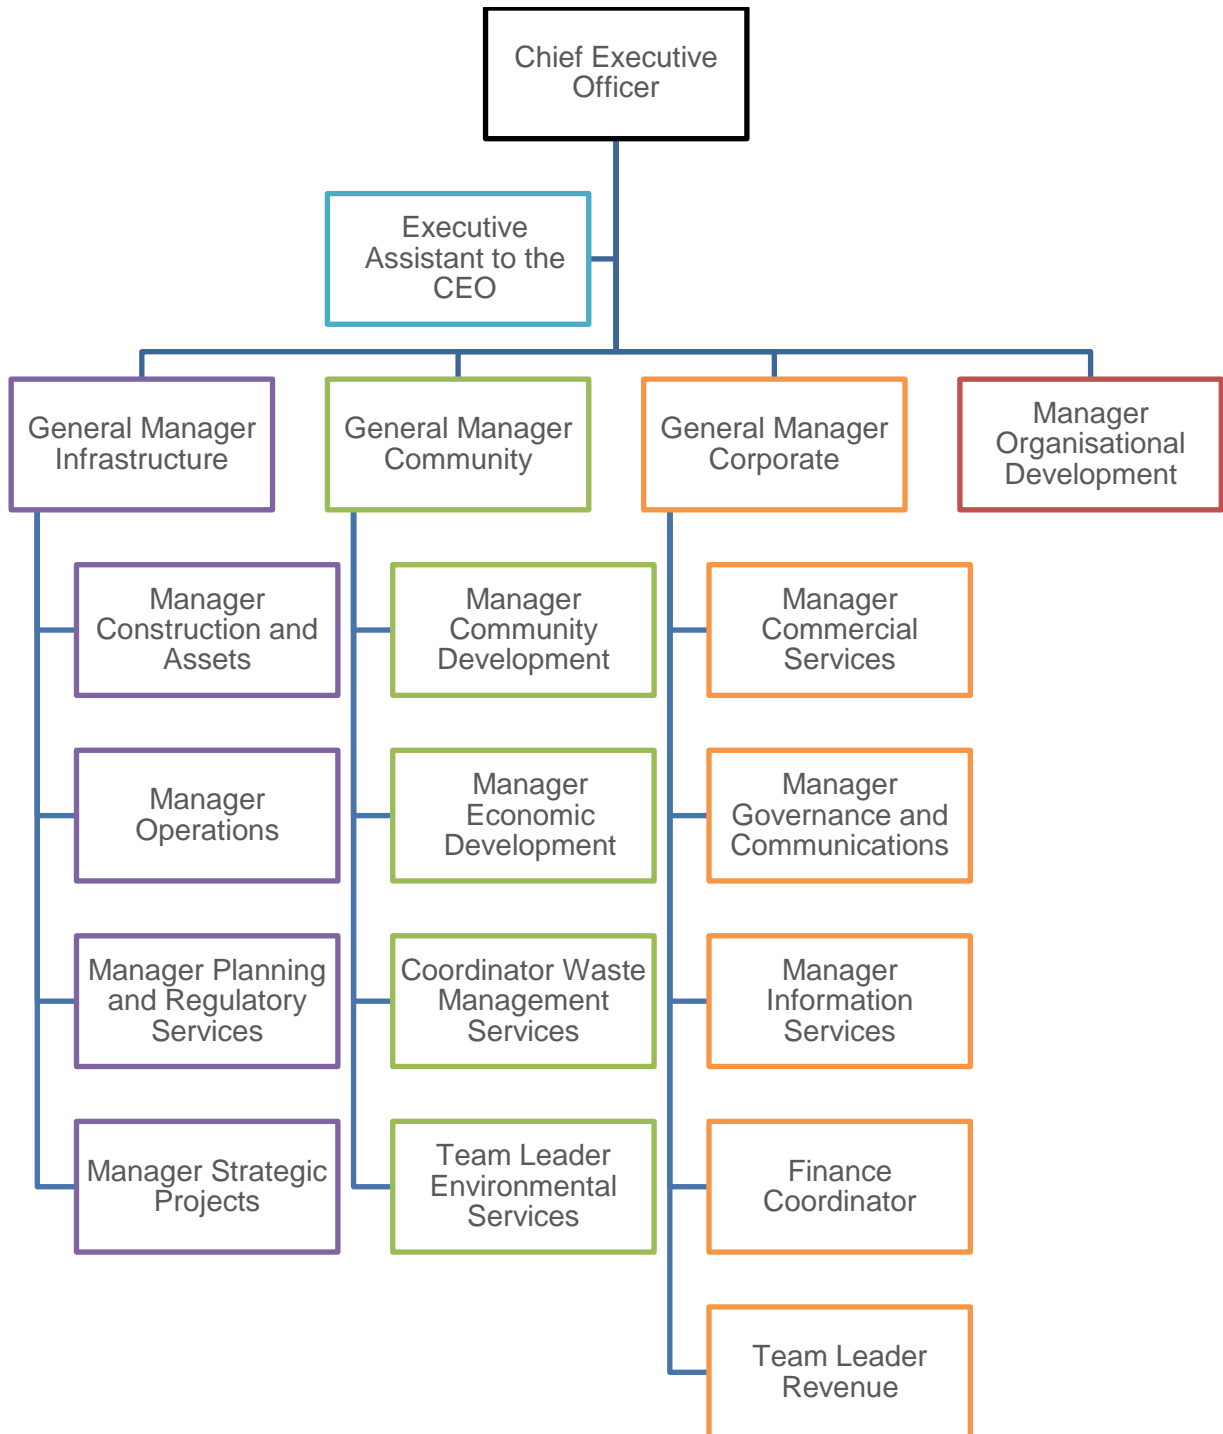 Chief Executive
Officer
Executive
Assistant to the
CEO
General Manager
Infrastructure
General Manager
Community
General Manager
Corporate
Manager
Organisational
Development
Manager
Construction and
Assets
Manager
Community
Development
Manager
Commercial
Services
Manager
Operations
Manager
Economic
Development
Manager
Governance and
Communications
Manager Planning
and Regulatory
Services
Coordinator Waste
Management
Services
Manager
Information
Services
Manager Strategic
Projects
Team Leader
Environmental
Services
Finance
Coordinator
Team Leader
Revenue